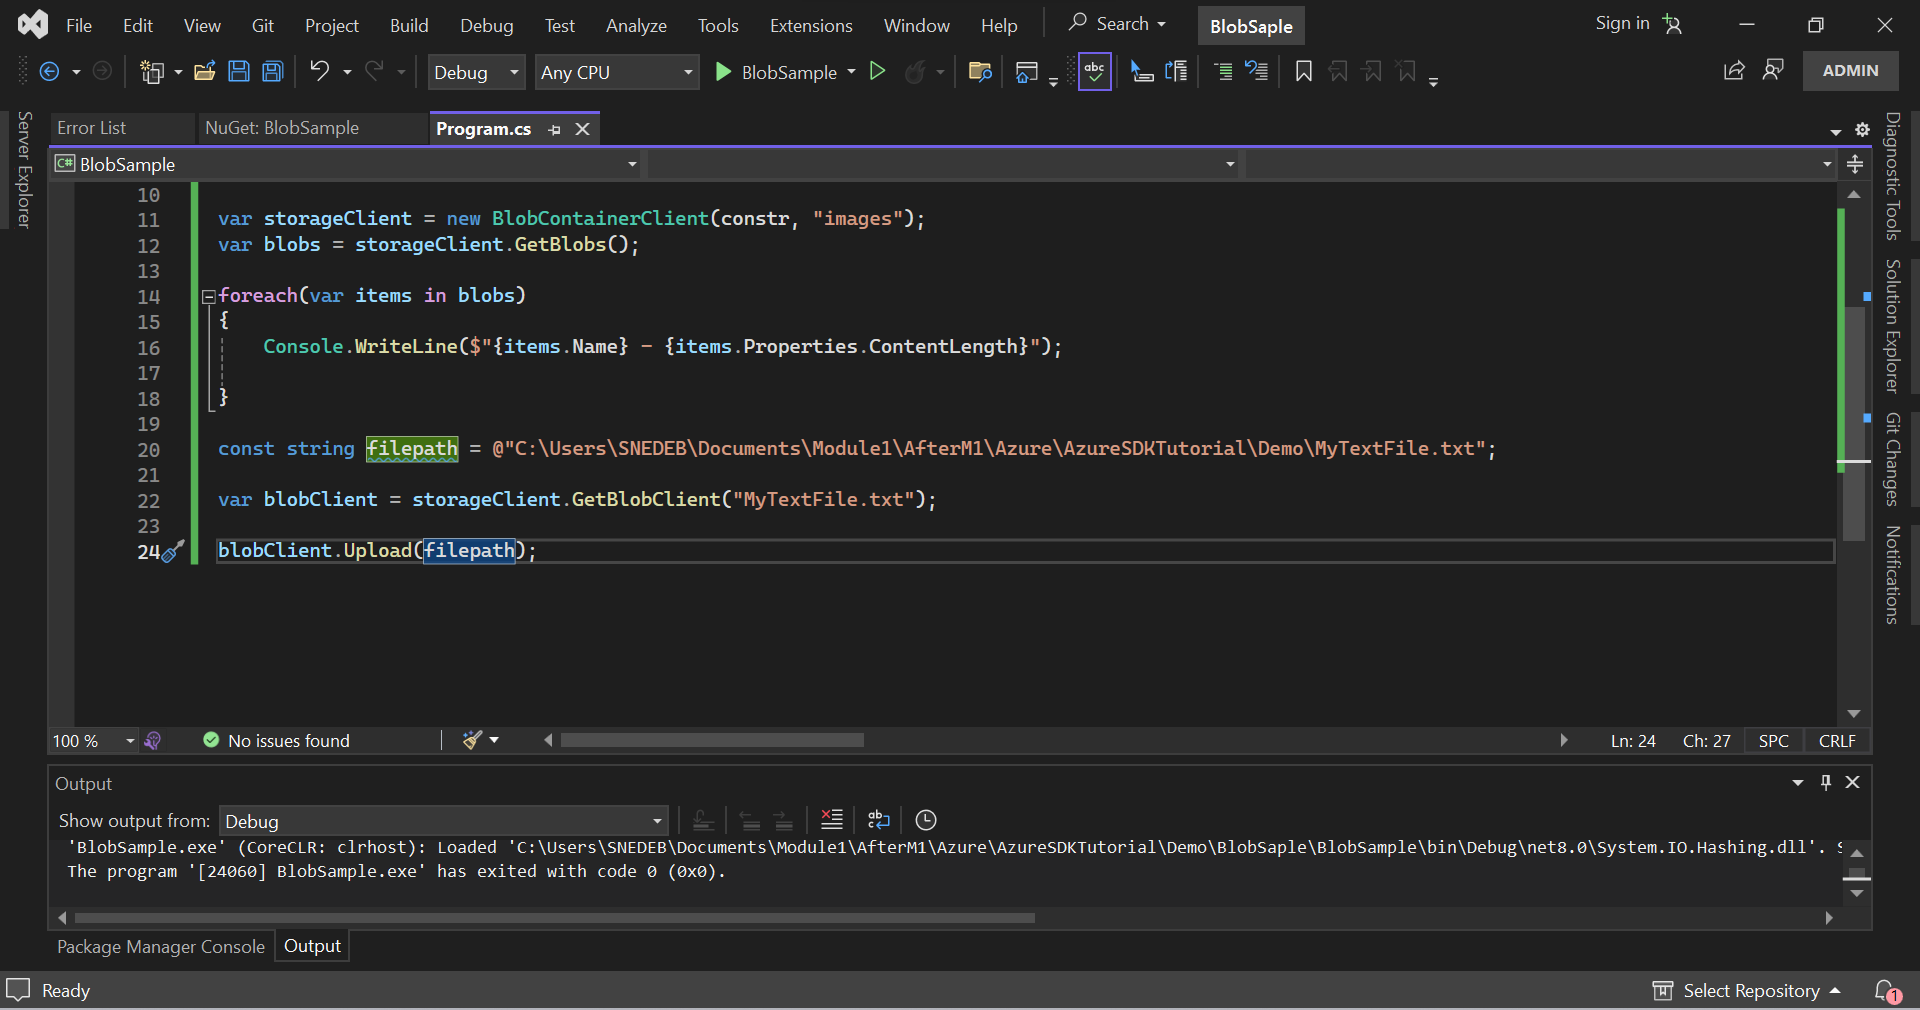 File Edit View Git Project Build Debug Test Analyze Tools Extensions Window Help Search BlobSaple Sign in
Debug Any CPU BlobSample abc ADMIN
Server Explorer
Error List NuGet: BlobSample Program.cs
C# BlobSample
10
11 var storageClient = new BlobContainerClient(constr, "images");
12 var blobs = storageClient.GetBlobs();
13
14 foreach(var items in blobs)
15 {
16 Console.WriteLine($"{items.Name} - {items.Properties.ContentLength}");
17
18 }
19
20 const string filepath = @"C:\Users\SNEDEB\Documents\Module1\AfterM1\Azure\AzureSDKTutorial\Demo\MyTextFile.txt";
21
22 var blobClient = storageClient.GetBlobClient("MyTextFile.txt");
23
24 blobClient.Upload(filepath);
Diagnostic Tools
Solution Explorer
Git Changes
Notifications
100 % No issues found Ln: 24 Ch: 27 SPC CRLF
Output
Show output from: Debug
'BlobSample.exe' (CoreCLR: clrhost): Loaded 'C:\Users\SNEDEB\Documents\Module1\AfterM1\Azure\AzureSDKTutorial\Demo\BlobSaple\BlobSample\bin\Debug\net8.0\System.IO.Hashing.dll'.
The program '[24060] BlobSample.exe' has exited with code 0 (0x0).
Package Manager Console Output
Ready Select Repository 1